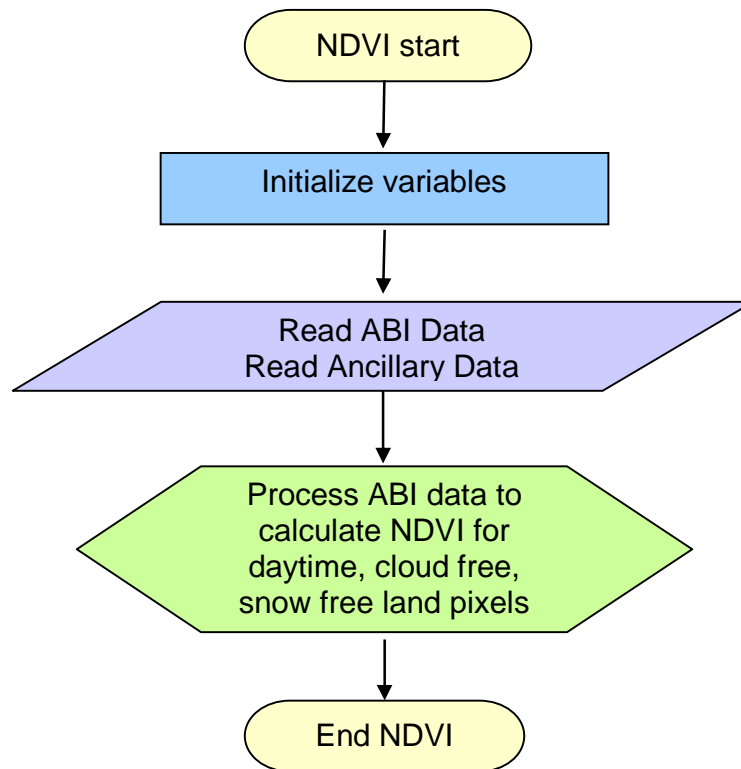 NDVI start
Initialize variables
Read ABI Data
Read Ancillary Data
Process ABI data to
calculate NDVI for
daytime, cloud free,
snow free land pixels
End NDVI